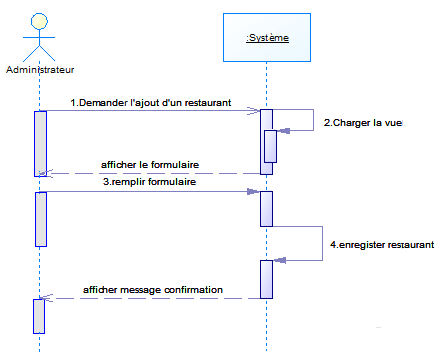 :Système
Administrateur
1.Demander l'ajout d'un restaurant
2.Charger la vue
afficher le formulaire
3.remplir formulaire
4.enregister restaurant
afficher message confirmation